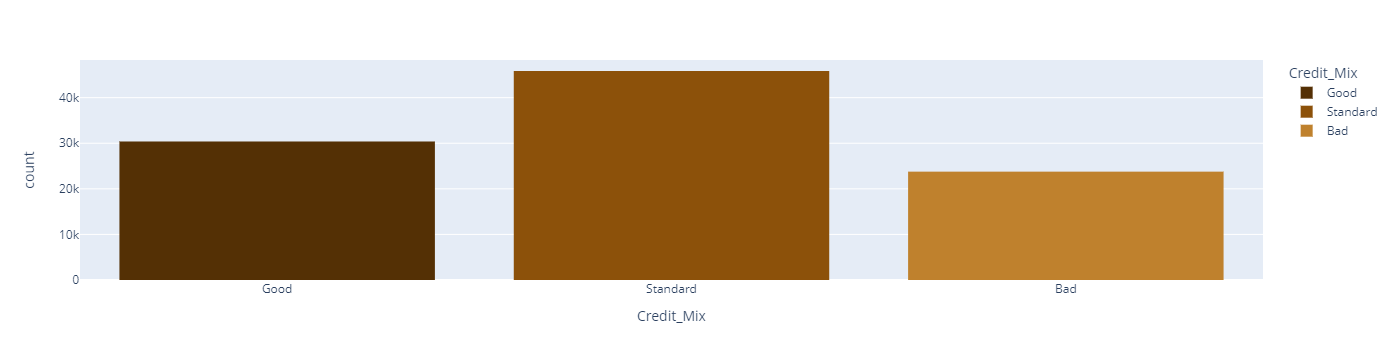 40k
30k
20k
10k
0
count
Good
Standard
Bad
Credit_Mix
Credit_Mix
Good
Standard
Bad